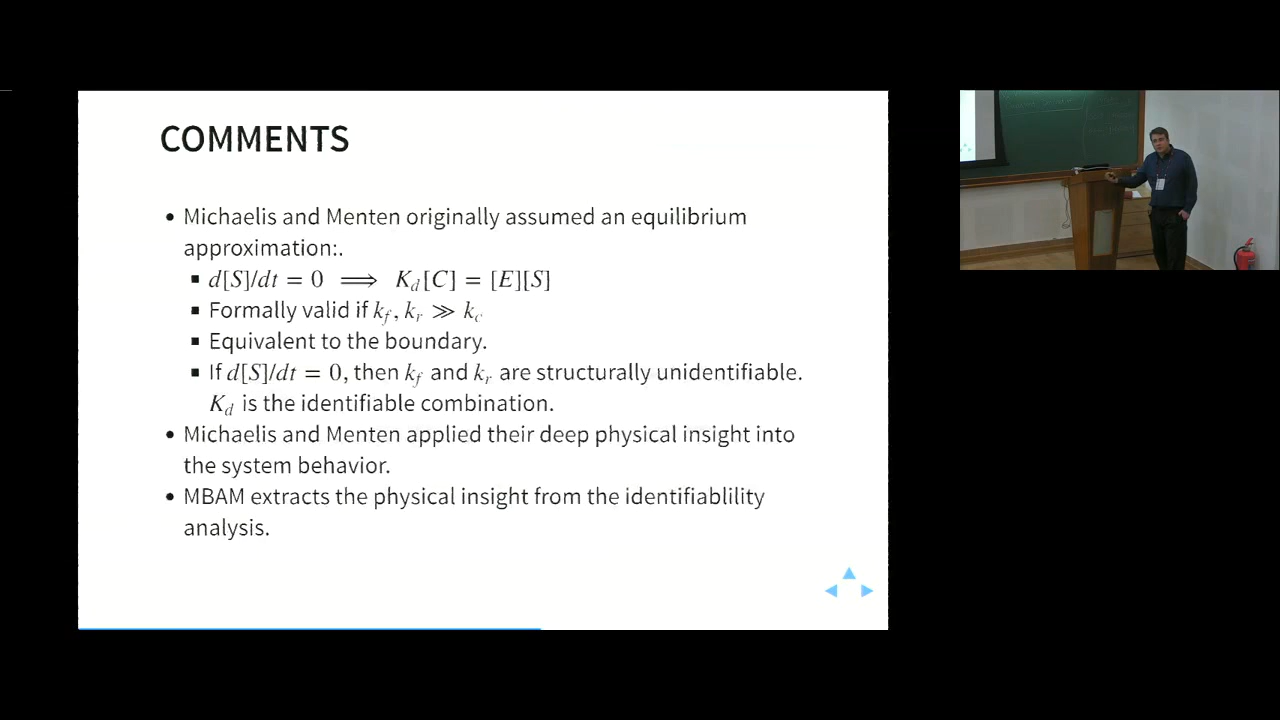 COMMENTS
• Michaelis and Menten originally assumed an equilibrium
approximation:.
▪ d[S]/dt = 0 ⟹ K_d[C] = [E][S]
▪ Formally valid if k_f, k_r ≫ k_c
▪ Equivalent to the boundary.
▪ If d[S]/dt = 0, then k_f and k_r are structurally unidentifiable.
K_d is the identifiable combination.
• Michaelis and Menten applied their deep physical insight into
the system behavior.
• MBAM extracts the physical insight from the identifiablility
analysis.